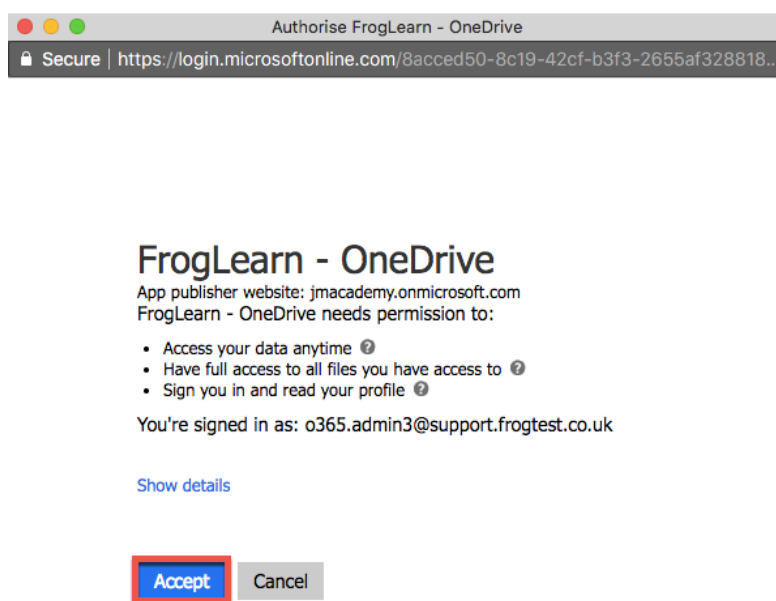 Authorise FrogLearn - OneDrive
Secure | https://login.microsoftonline.com/8acced50-8c19-42cf-b3f3-2655af328818...
FrogLearn - OneDrive
App publisher website: jmacademy.onmicrosoft.com
FrogLearn - OneDrive needs permission to:
• Access your data anytime ?
• Have full access to all files you have access to ?
• Sign you in and read your profile ?
You're signed in as: o365.admin3@support.frogtest.co.uk
Show details
Accept Cancel